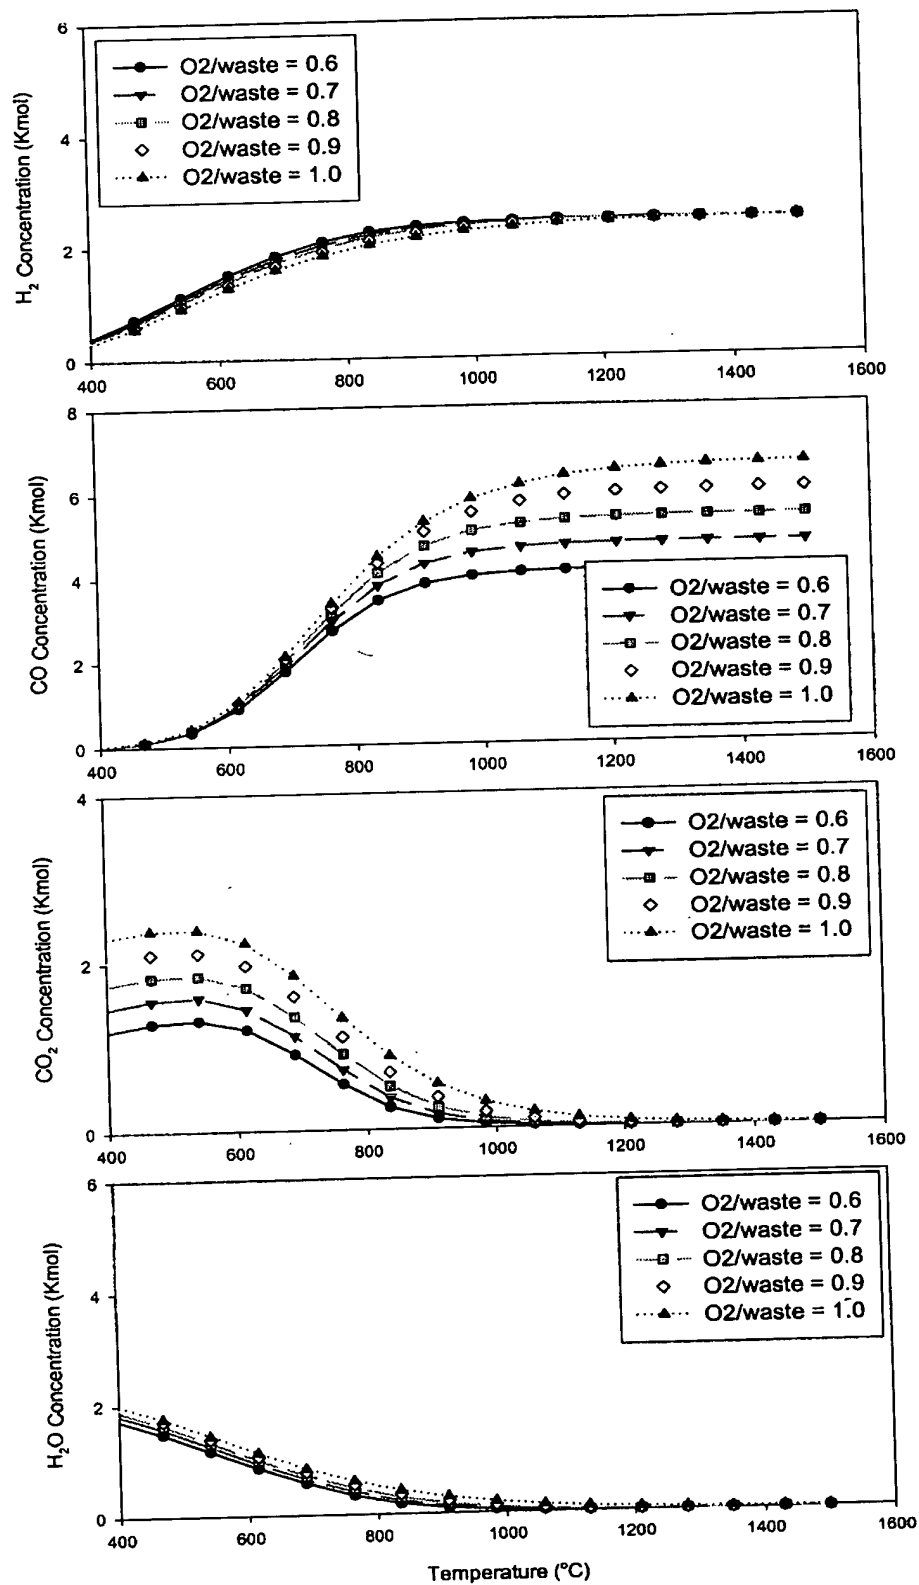 6
O2/waste = 0.6
O2/waste = 0.7
O2/waste = 0.8
O2/waste = 0.9
O2/waste = 1.0
4
2
0
H2 Concentration (Kmol)
400 600 800 1000 1200 1400 1600
8
6
4
2
0
CO Concentration (Kmol)
O2/waste = 0.6
O2/waste = 0.7
O2/waste = 0.8
O2/waste = 0.9
O2/waste = 1.0
400 600 800 1000 1200 1400 1600
4
2
0
CO2 Concentration (Kmol)
O2/waste = 0.6
O2/waste = 0.7
O2/waste = 0.8
O2/waste = 0.9
O2/waste = 1.0
400 600 800 1000 1200 1400 1600
6
4
2
0
H2O Concentration (Kmol)
O2/waste = 0.6
O2/waste = 0.7
O2/waste = 0.8
O2/waste = 0.9
O2/waste = 1.0
400 600 800 1000 1200 1400 1600
Temperature (°C)